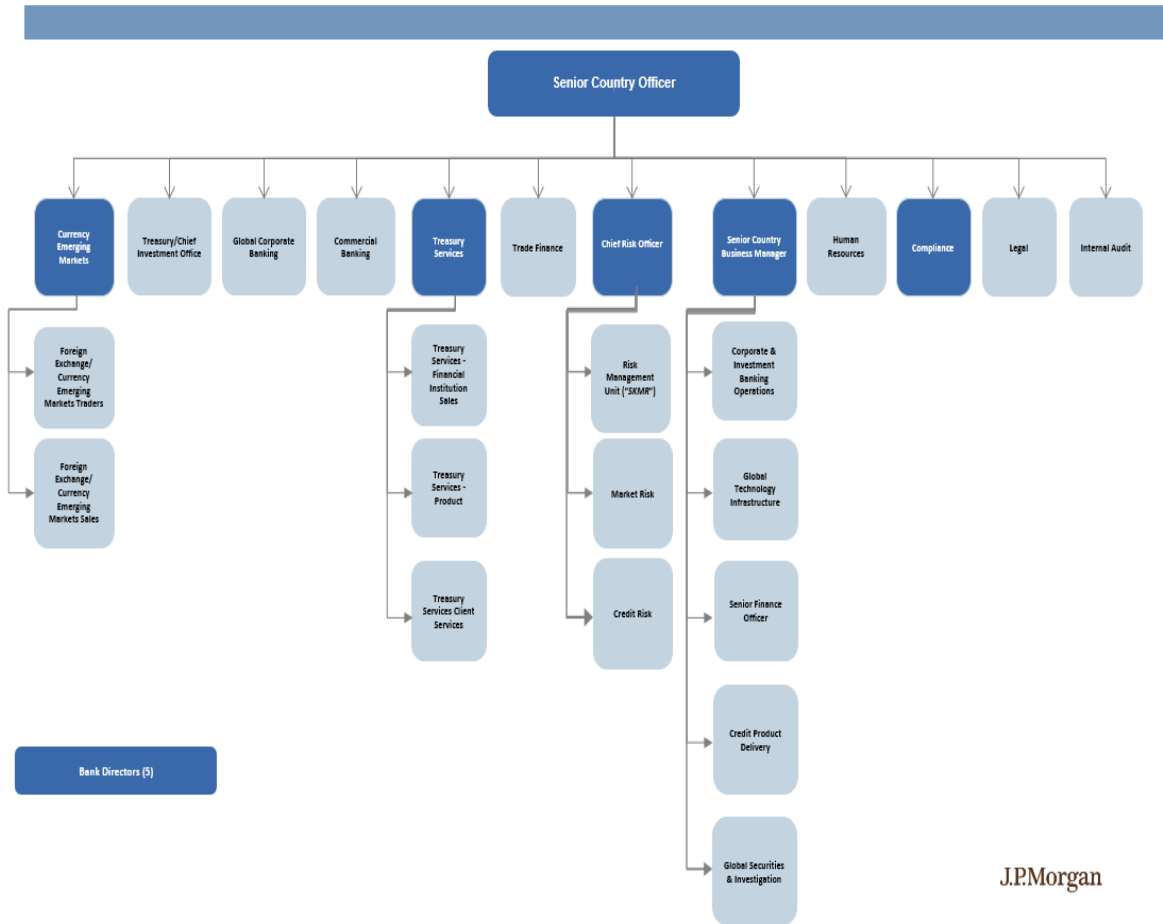 Senior Country Officer
Currency
Emerging
Markets
Treasury/Chief
Investment Office
Global Corporate
Banking
Commercial
Banking
Treasury
Services
Trade Finance
Chief Risk Officer
Senior Country
Business Manager
Human
Resources
Compliance
Legal
Internal Audit
Foreign
Exchange/
Currency
Emerging
Markets Traders
Treasury
Services -
Financial
Institution
Sales
Risk
Management
Unit ("SKMR")
Corporate &
Investment
Banking
Operations
Foreign
Exchange/
Currency
Emerging
Markets Sales
Treasury
Services -
Product
Market Risk
Global
Technology
Infrastructure
Treasury
Services Client
Services
Credit Risk
Senior Finance
Officer
Credit Product
Delivery
Bank Directors (5)
Global Securities
& Investigation
J.P.Morgan